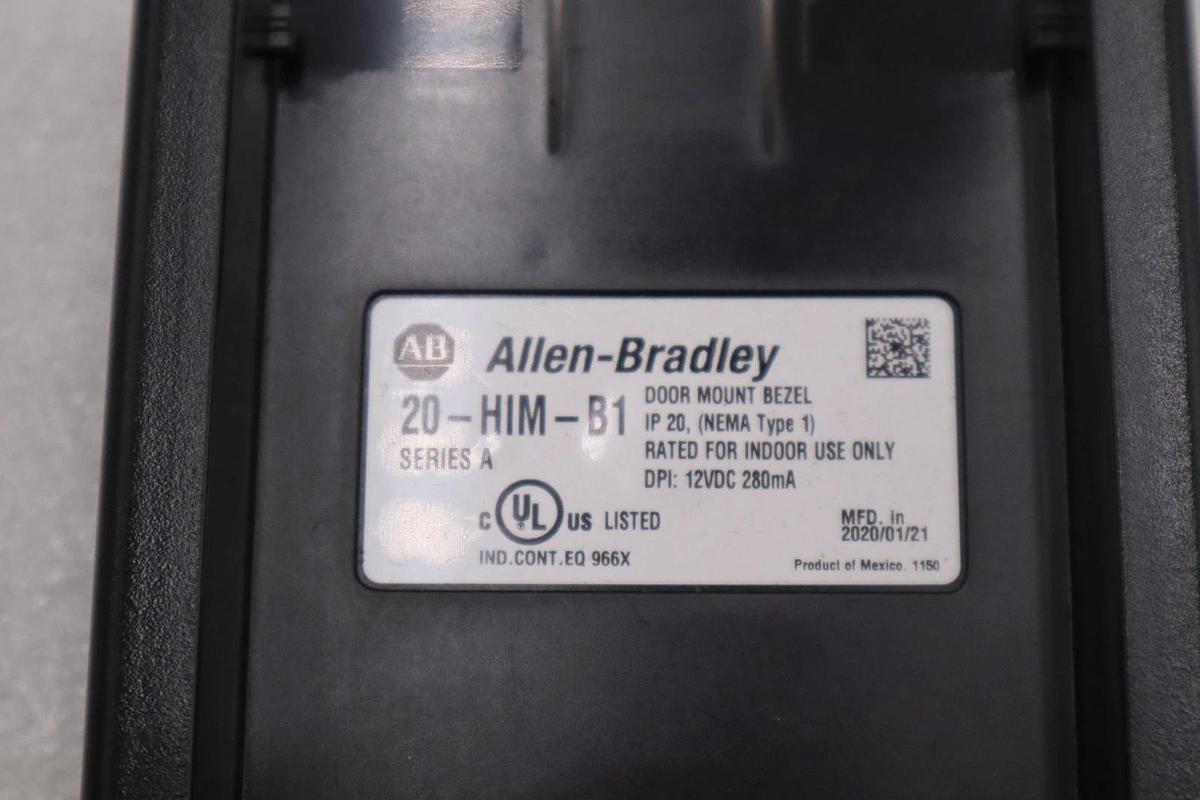 AB Allen-Bradley
20-HIM-B1
SERIES A
DOOR MOUNT BEZEL
IP 20, (NEMA Type 1)
RATED FOR INDOOR USE ONLY
DPI: 12VDC 280mA
C UL US LISTED
IND.CONT.EQ 966X
MFD. in
2020/01/21
Product of Mexico. 1150